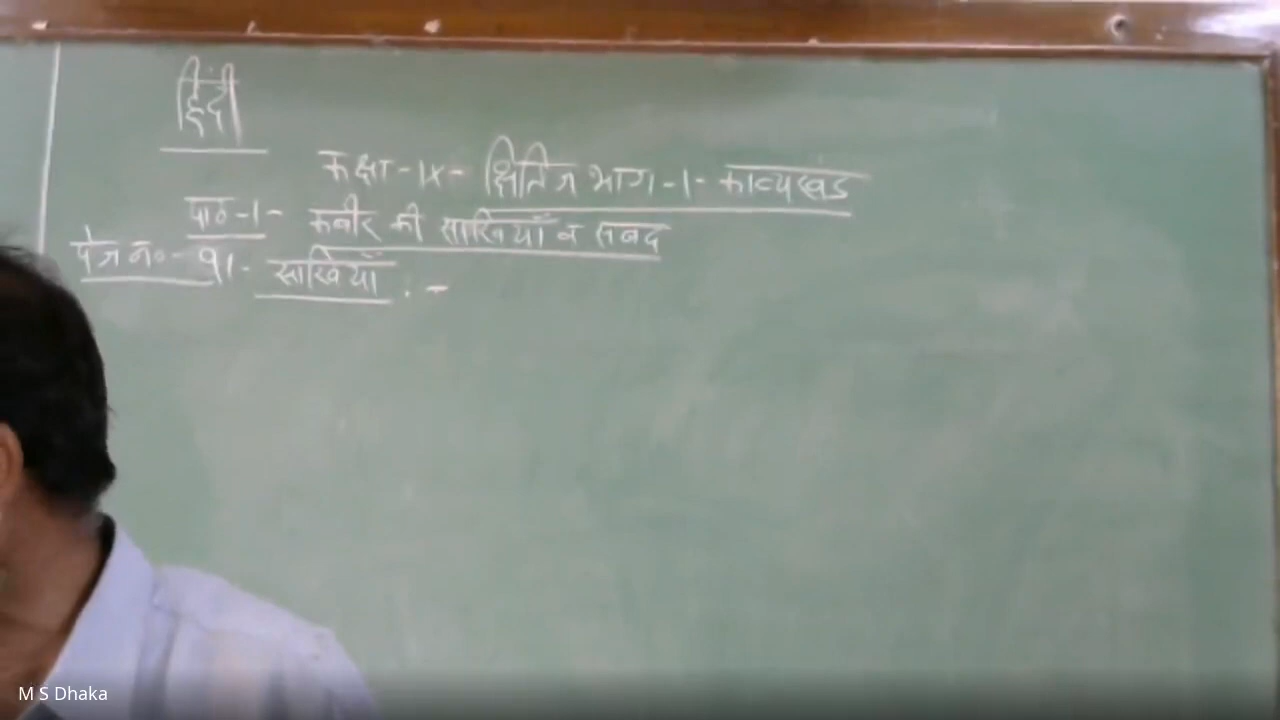 हिंदी
कक्षा-IX- क्षितिज भाग-1- काव्यखंड
पाठ-1- कबीर की साखियाँ व सबद
पेज नं०- 91- साखियाँ :-
M S Dhaka